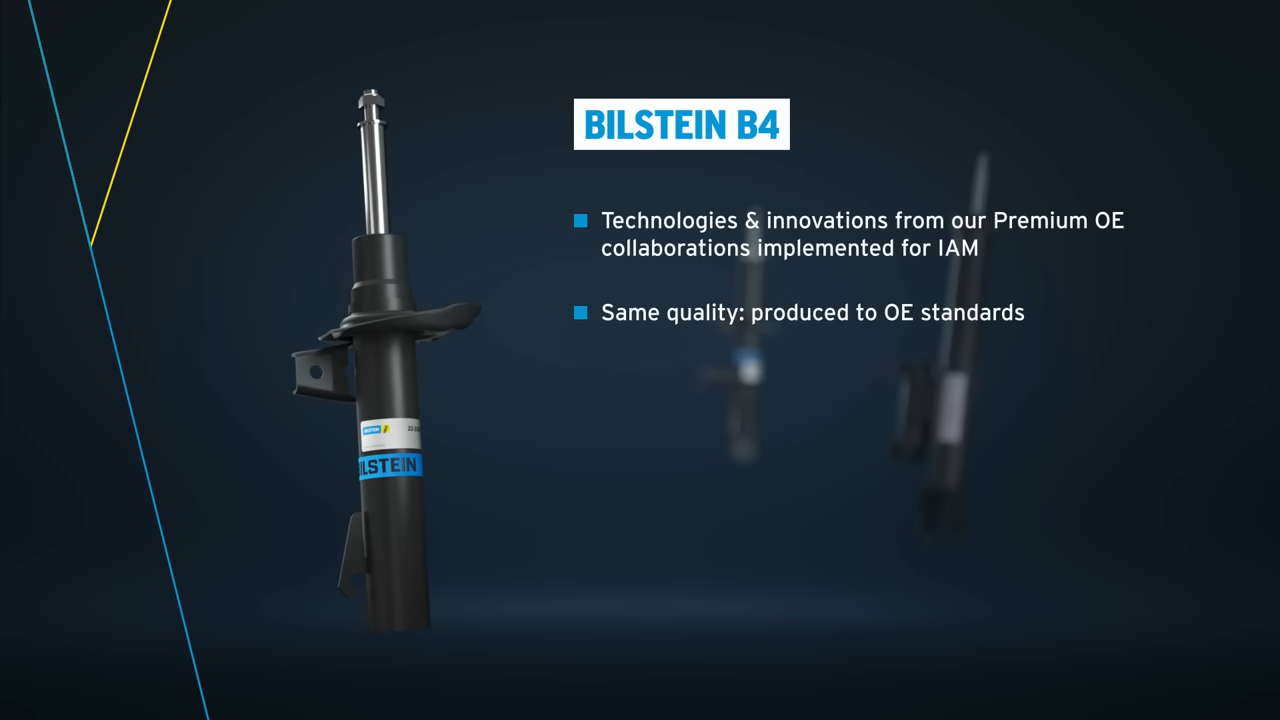 BILSTEIN B4
Technologies & innovations from our Premium OE
collaborations implemented for IAM
Same quality: produced to OE standards
BILSTEIN
ILSTEIN